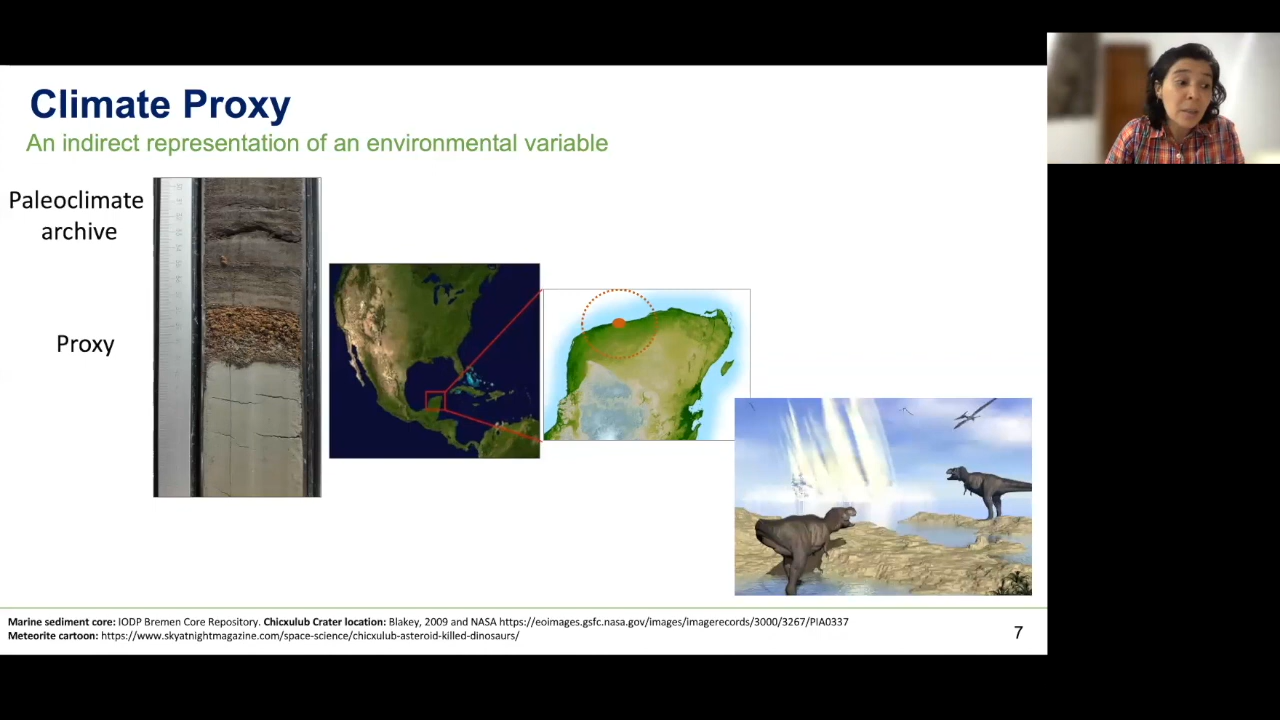 Climate Proxy
An indirect representation of an environmental variable
Paleoclimate
archive
Proxy
Marine sediment core: IODP Bremen Core Repository. Chicxulub Crater location: Blakey, 2009 and NASA https://eoimages.gsfc.nasa.gov/images/imagerecords/3000/3267/PIA0337
Meteorite cartoon: https://www.skyatnightmagazine.com/space-science/chicxulub-asteroid-killed-dinosaurs/
7